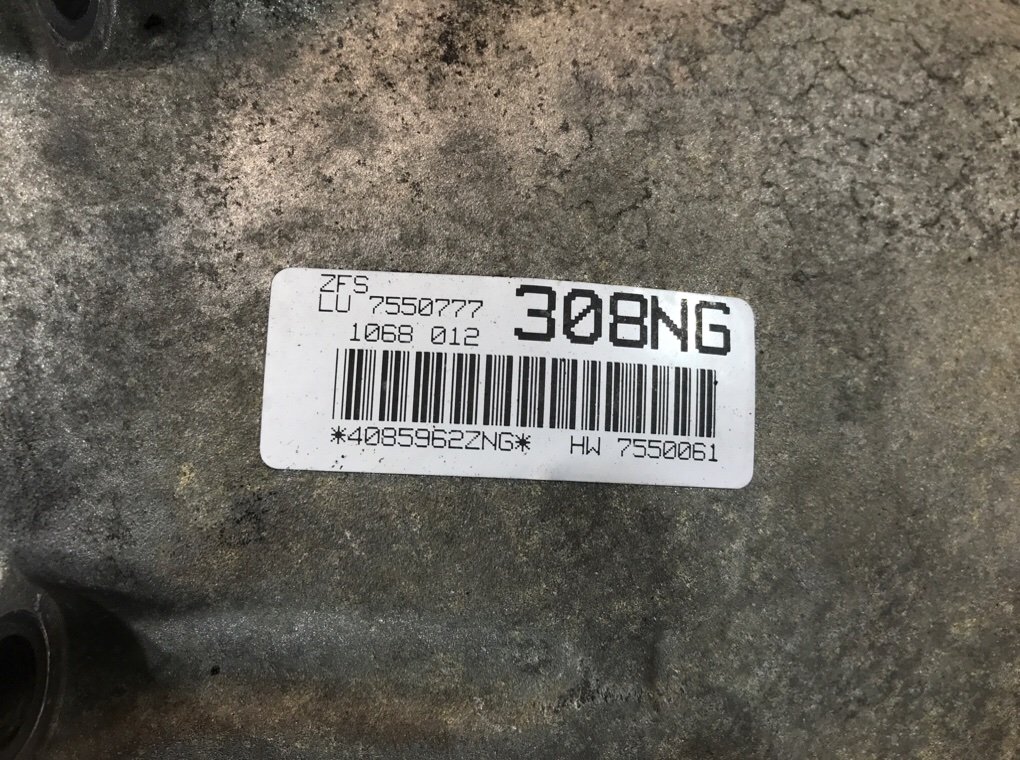 ZFS
LU 7550777
308NG
1068 012
*4085962ZNG* HW 7550061